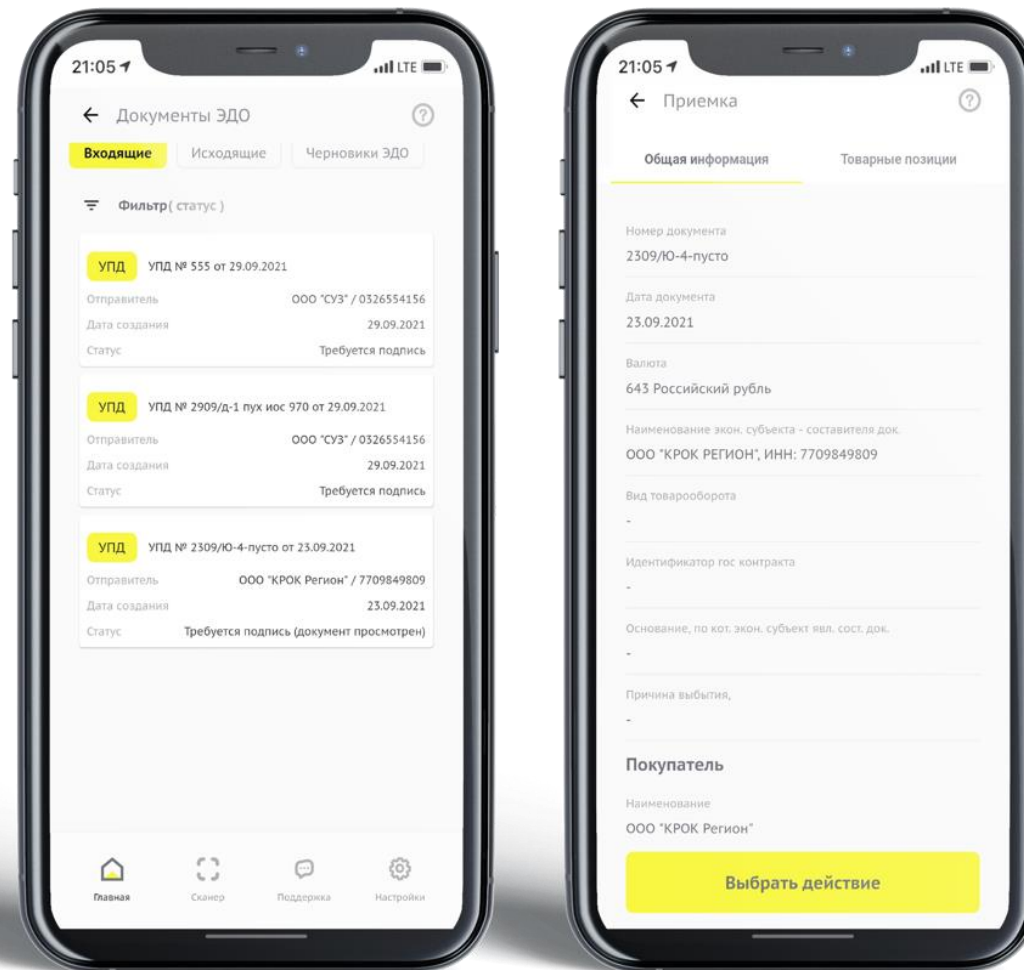 21:05
LTE
Документы ЭДО
?
Входящие Исходящие Черновики ЭДО
Фильтр( статус )
УПД УПД № 555 от 29.09.2021
Отправитель ООО "СУЗ" / 0326554156
Дата создания 29.09.2021
Статус Требуется подпись
УПД УПД № 2909/д-1 пух иос 970 от 29.09.2021
Отправитель ООО "СУЗ" / 0326554156
Дата создания 29.09.2021
Статус Требуется подпись
УПД УПД № 2309/Ю-4-пусто от 23.09.2021
Отправитель ООО "КРОК Регион" / 7709849809
Дата создания 23.09.2021
Статус Требуется подпись (документ просмотрен)
Главная Сканер Поддержка Настройки
21:05
LTE
Приемка
?
Общая информация Товарные позиции
Номер документа
2309/Ю-4-пусто
Дата документа
23.09.2021
Валюта
643 Российский рубль
Наименование экон. субъекта - составителя док.
ООО "КРОК РЕГИОН", ИНН: 7709849809
Вид товарооборота
-
Идентификатор гос контракта
-
Основание, по кот. экон. субъект явл. сост. док.
-
Причина выбытия,
-
Покупатель
Наименование
ООО "КРОК Регион"
Выбрать действие